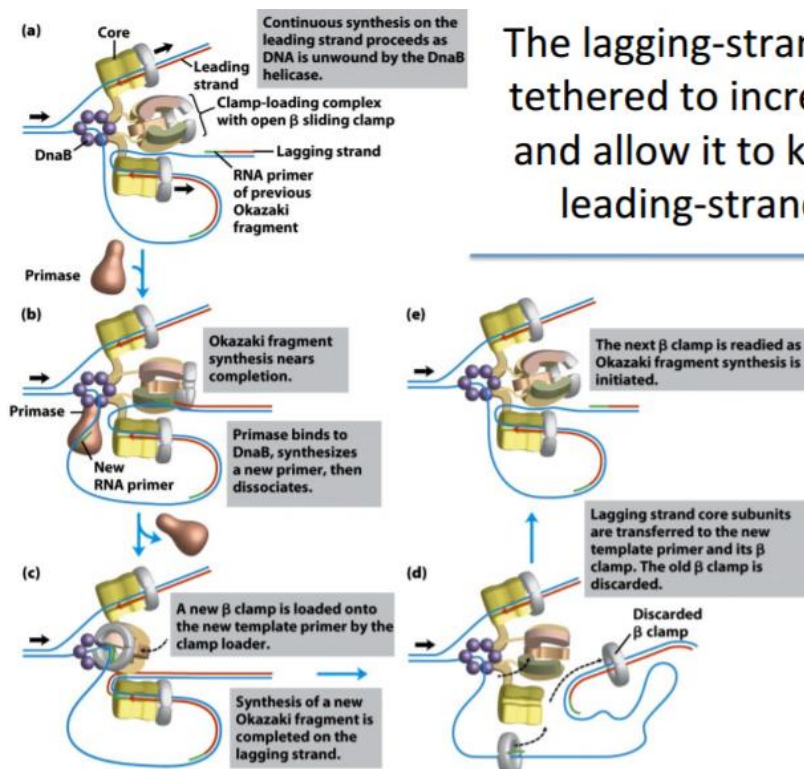 The lagging-stran
tethered to incre
and allow it to k
leading-strand
(a)
Core
Continuous synthesis on the
leading strand proceeds as
DNA is unwound by the DnaB
helicase.
Leading
strand
Clamp-loading complex
with open β sliding clamp
DnaB
Lagging strand
RNA primer
of previous
Okazaki
fragment
Primase
(b)
Okazaki fragment
synthesis nears
completion.
Primase
New
RNA primer
Primase binds to
DnaB, synthesizes
a new primer, then
dissociates.
(c)
A new β clamp is loaded onto
the new template primer by the
clamp loader.
Synthesis of a new
Okazaki fragment is
completed on the
lagging strand.
(d)
Lagging strand core subunits
are transferred to the new
template primer and its β
clamp. The old β clamp is
discarded.
Discarded
β clamp
(e)
The next β clamp is readied as
Okazaki fragment synthesis is
initiated.